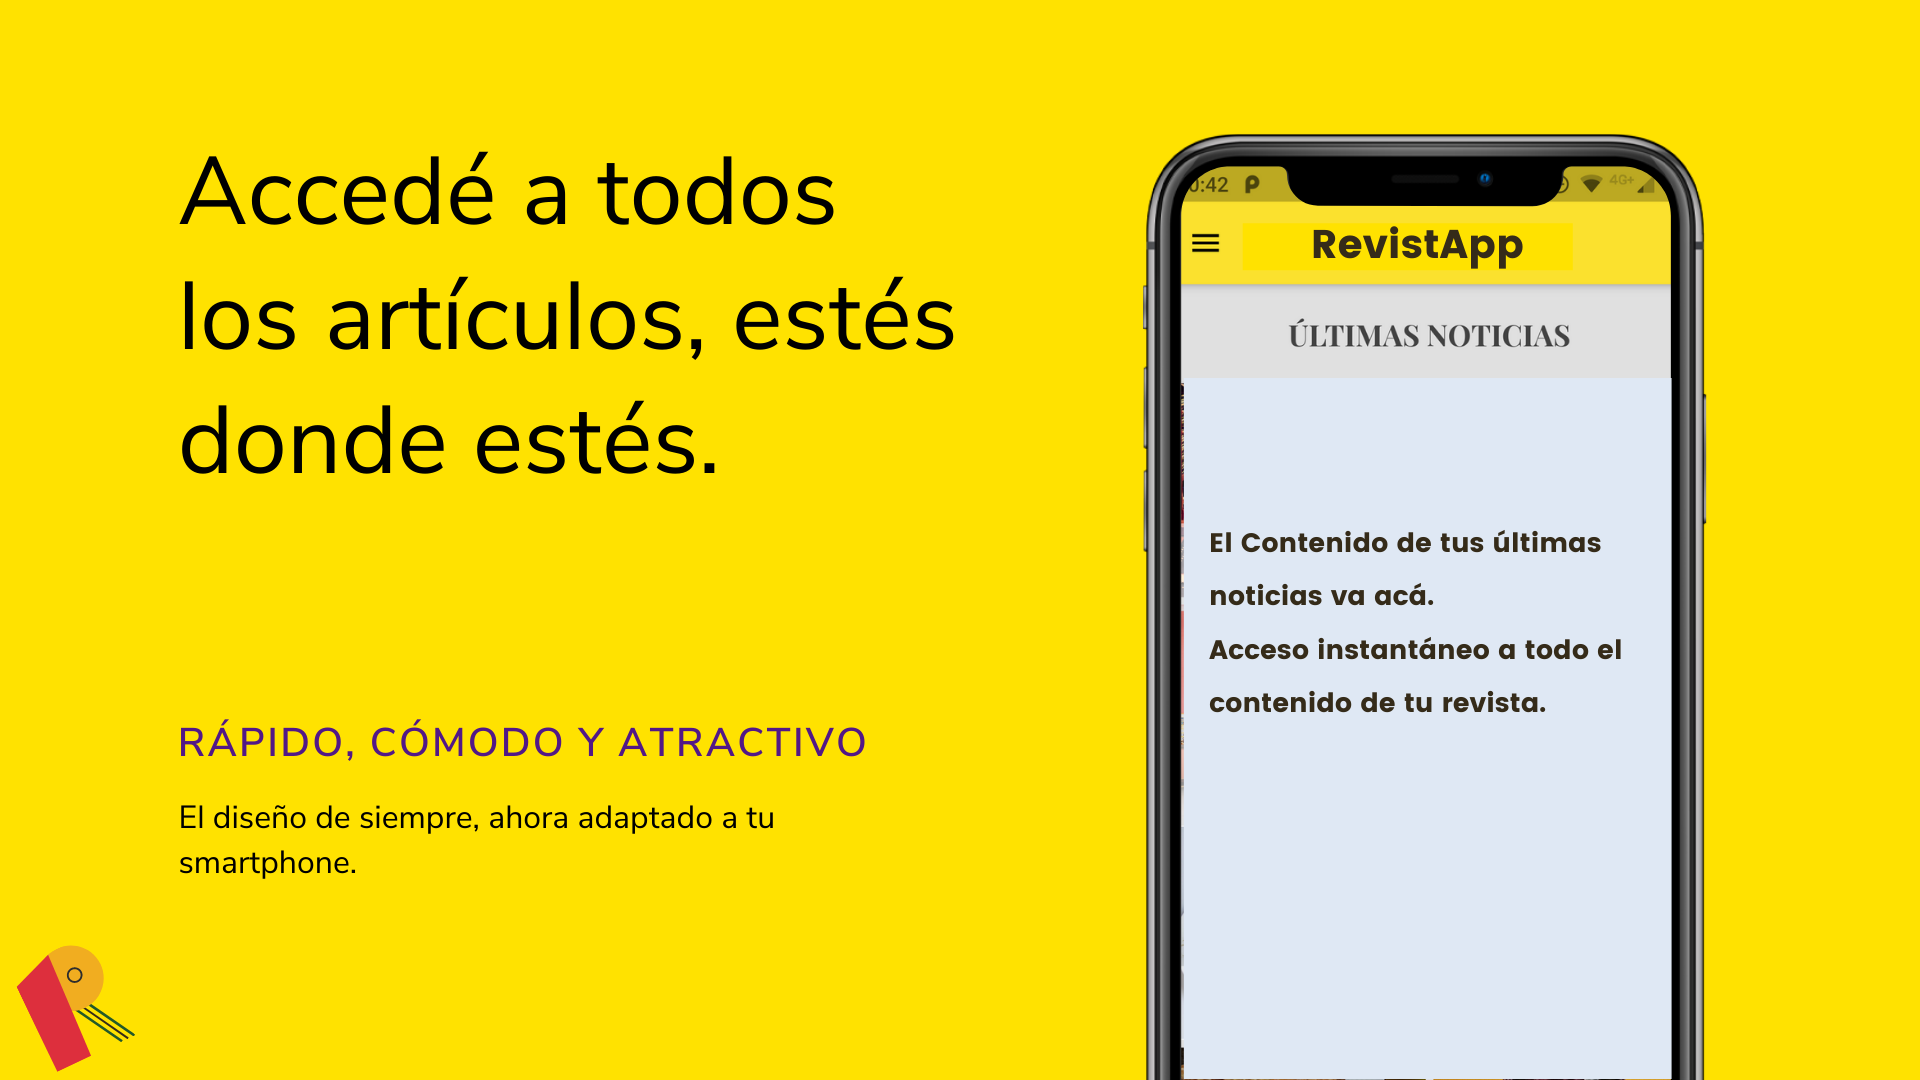 Accedé a todos
los artículos, estés
donde estés.
RÁPIDO, CÓMODO Y ATRACTIVO
El diseño de siempre, ahora adaptado a tu
smartphone.
0:42 4G+
RevistApp
ÚLTIMAS NOTICIAS
El Contenido de tus últimas
noticias va acá.
Acceso instantáneo a todo el
contenido de tu revista.